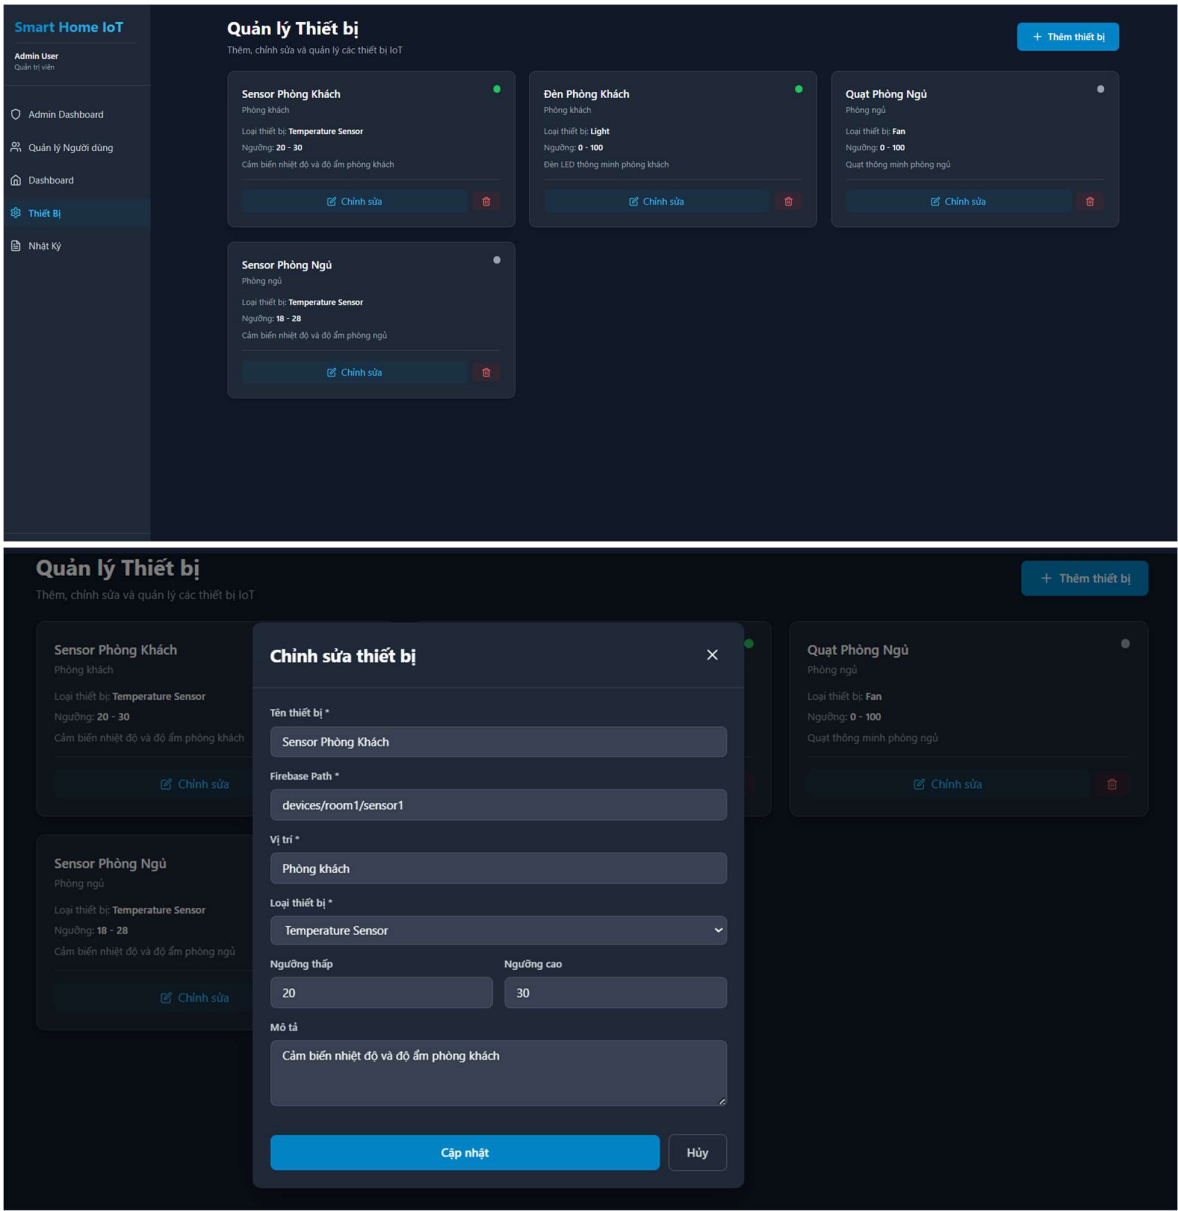 Smart Home IoT
Admin User
Quản trị viên
Admin Dashboard
Quản lý Người dùng
Dashboard
Thiết Bị
Nhật Ký
Quản lý Thiết bị
Thêm, chỉnh sửa và quản lý các thiết bị IoT
+ Thêm thiết bị
Sensor Phòng Khách
Phòng khách
Loại thiết bị: Temperature Sensor
Ngưỡng: 20 - 30
Cảm biến nhiệt độ và độ ẩm phòng khách
Chỉnh sửa
Đèn Phòng Khách
Phòng khách
Loại thiết bị: Light
Ngưỡng: 0 - 100
Đèn LED thông minh phòng khách
Chỉnh sửa
Quạt Phòng Ngủ
Phòng ngủ
Loại thiết bị: Fan
Ngưỡng: 0 - 100
Quạt thông minh phòng ngủ
Chỉnh sửa
Sensor Phòng Ngủ
Phòng ngủ
Loại thiết bị: Temperature Sensor
Ngưỡng: 18 - 28
Cảm biến nhiệt độ và độ ẩm phòng ngủ
Chỉnh sửa
Quản lý Thiết bị
Thêm, chỉnh sửa và quản lý các thiết bị IoT
+ Thêm thiết bị
Sensor Phòng Khách
Phòng khách
Loại thiết bị: Temperature Sensor
Ngưỡng: 20 - 30
Cảm biến nhiệt độ và độ ẩm phòng khách
Chỉnh sửa
Sensor Phòng Ngủ
Phòng ngủ
Loại thiết bị: Temperature Sensor
Ngưỡng: 18 - 28
Cảm biến nhiệt độ và độ ẩm phòng ngủ
Chỉnh sửa
Chỉnh sửa thiết bị
Tên thiết bị *
Sensor Phòng Khách
Firebase Path *
devices/room1/sensor1
Vị trí *
Phòng khách
Loại thiết bị *
Temperature Sensor
Ngưỡng thấp
Ngưỡng cao
20
30
Mô tả
Cảm biến nhiệt độ và độ ẩm phòng khách
Cập nhật
Hủy
Quạt Phòng Ngủ
Phòng ngủ
Loại thiết bị: Fan
Ngưỡng: 0 - 100
Quạt thông minh phòng ngủ
Chỉnh sửa